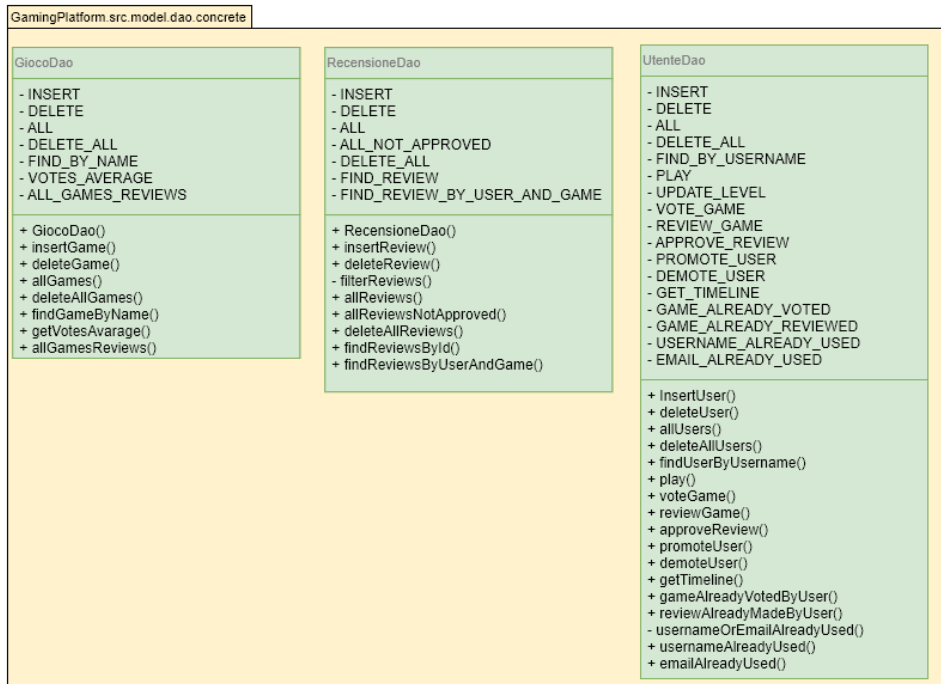 GamingPlatform.src.model.dao.concrete
GiocoDao
- INSERT
- DELETE
- ALL
- DELETE_ALL
- FIND_BY_NAME
- VOTES_AVERAGE
- ALL_GAMES_REVIEWS
+ GiocoDao()
+ insertGame()
+ deleteGame()
+ allGames()
+ deleteAllGames()
+ findGameByName()
+ getVotesAvarage()
+ allGamesReviews()
RecensioneDao
- INSERT
- DELETE
- ALL
- ALL_NOT_APPROVED
- DELETE_ALL
- FIND_REVIEW
- FIND_REVIEW_BY_USER_AND_GAME
+ RecensioneDao()
+ insertReview()
+ deleteReview()
- filterReviews()
+ allReviews()
+ allReviewsNotApproved()
+ deleteAllReviews()
+ findReviewsById()
+ findReviewsByUserAndGame()
UtenteDao
- INSERT
- DELETE
- ALL
- DELETE_ALL
- FIND_BY_USERNAME
- PLAY
- UPDATE_LEVEL
- VOTE_GAME
- REVIEW_GAME
- APPROVE_REVIEW
- PROMOTE_USER
- DEMOTE_USER
- GET_TIMELINE
- GAME_ALREADY_VOTED
- GAME_ALREADY_REVIEWED
- USERNAME_ALREADY_USED
- EMAIL_ALREADY_USED
+ InsertUser()
+ deleteUser()
+ allUsers()
+ deleteAllUsers()
+ findUserByUsername()
+ play()
+ voteGame()
+ reviewGame()
+ approveReview()
+ promoteUser()
+ demoteUser()
+ getTimeline()
+ gameAlreadyVotedByUser()
+ reviewAlreadyMadeByUser()
- usernameOrEmailAlreadyUsed()
+ usernameAlreadyUsed()
+ emailAlreadyUsed()